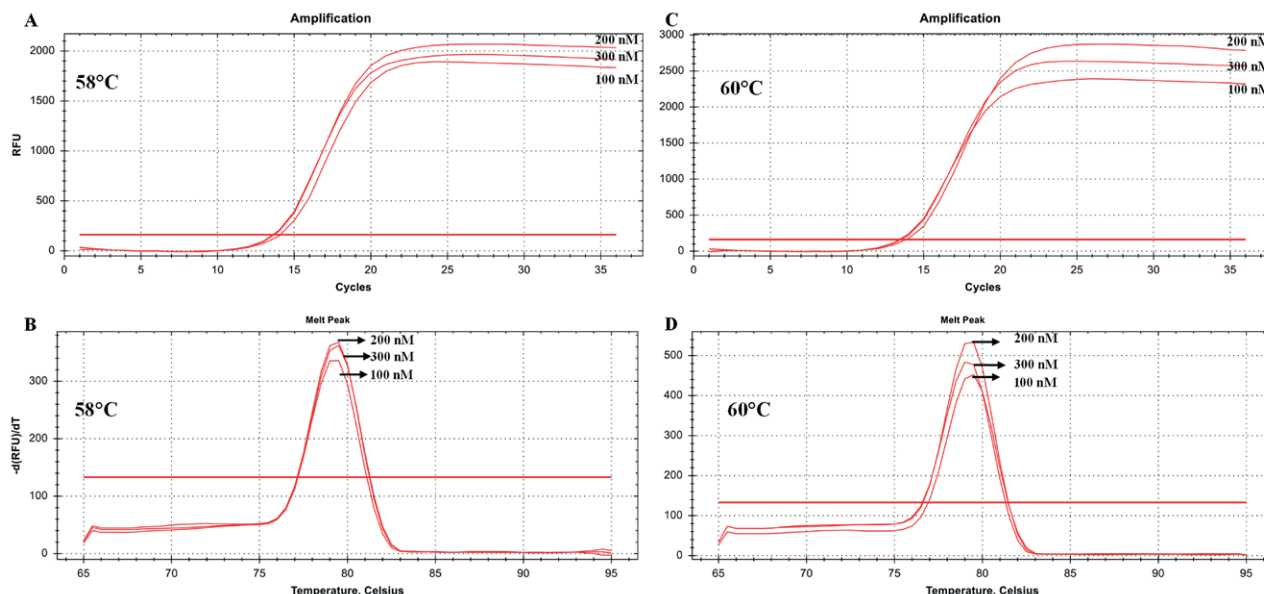 A
Amplification
58°C
200 nM
300 nM
100 nM
RFU
2000
1500
1000
500
0
0 5 10 15 20 25 30 35
Cycles
C
Amplification
60°C
200 nM
300 nM
100 nM
3000
2500
2000
1500
1000
500
0
0 5 10 15 20 25 30 35
Cycles
B
Melt Peak
58°C
200 nM
300 nM
100 nM
-d(RFU)/dT
300
200
100
0
65 70 75 80 85 90 95
Temperature, Celsius
D
Melt Peak
60°C
200 nM
300 nM
100 nM
500
400
300
200
100
0
65 70 75 80 85 90 95
Temperature, Celsius